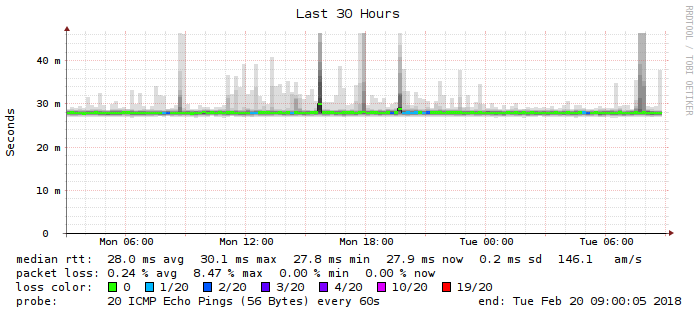 Last 30 Hours
RRDTOOL / TOBI OETIKER
Seconds
40 m
30 m
20 m
10 m
0
Mon 06:00 Mon 12:00 Mon 18:00 Tue 00:00 Tue 06:00
median rtt: 28.0 ms avg 30.1 ms max 27.8 ms min 27.9 ms now 0.2 ms sd 146.1 am/s
packet loss: 0.24 % avg 8.47 % max 0.00 % min 0.00 % now
loss color: 0 1/20 2/20 3/20 4/20 10/20 19/20
probe: 20 ICMP Echo Pings (56 Bytes) every 60s end: Tue Feb 20 09:00:05 2018